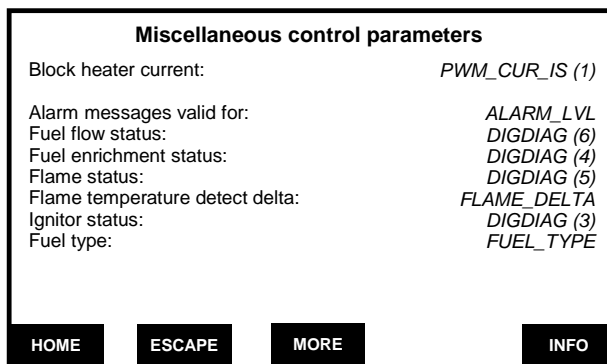 Miscellaneous control parameters
Block heater current: PWM_CUR_IS (1)
Alarm messages valid for: ALARM_LVL
Fuel flow status: DIGDIAG (6)
Fuel enrichment status: DIGDIAG (4)
Flame status: DIGDIAG (5)
Flame temperature detect delta: FLAME_DELTA
Ignitor status: DIGDIAG (3)
Fuel type: FUEL_TYPE
HOME ESCAPE MORE INFO